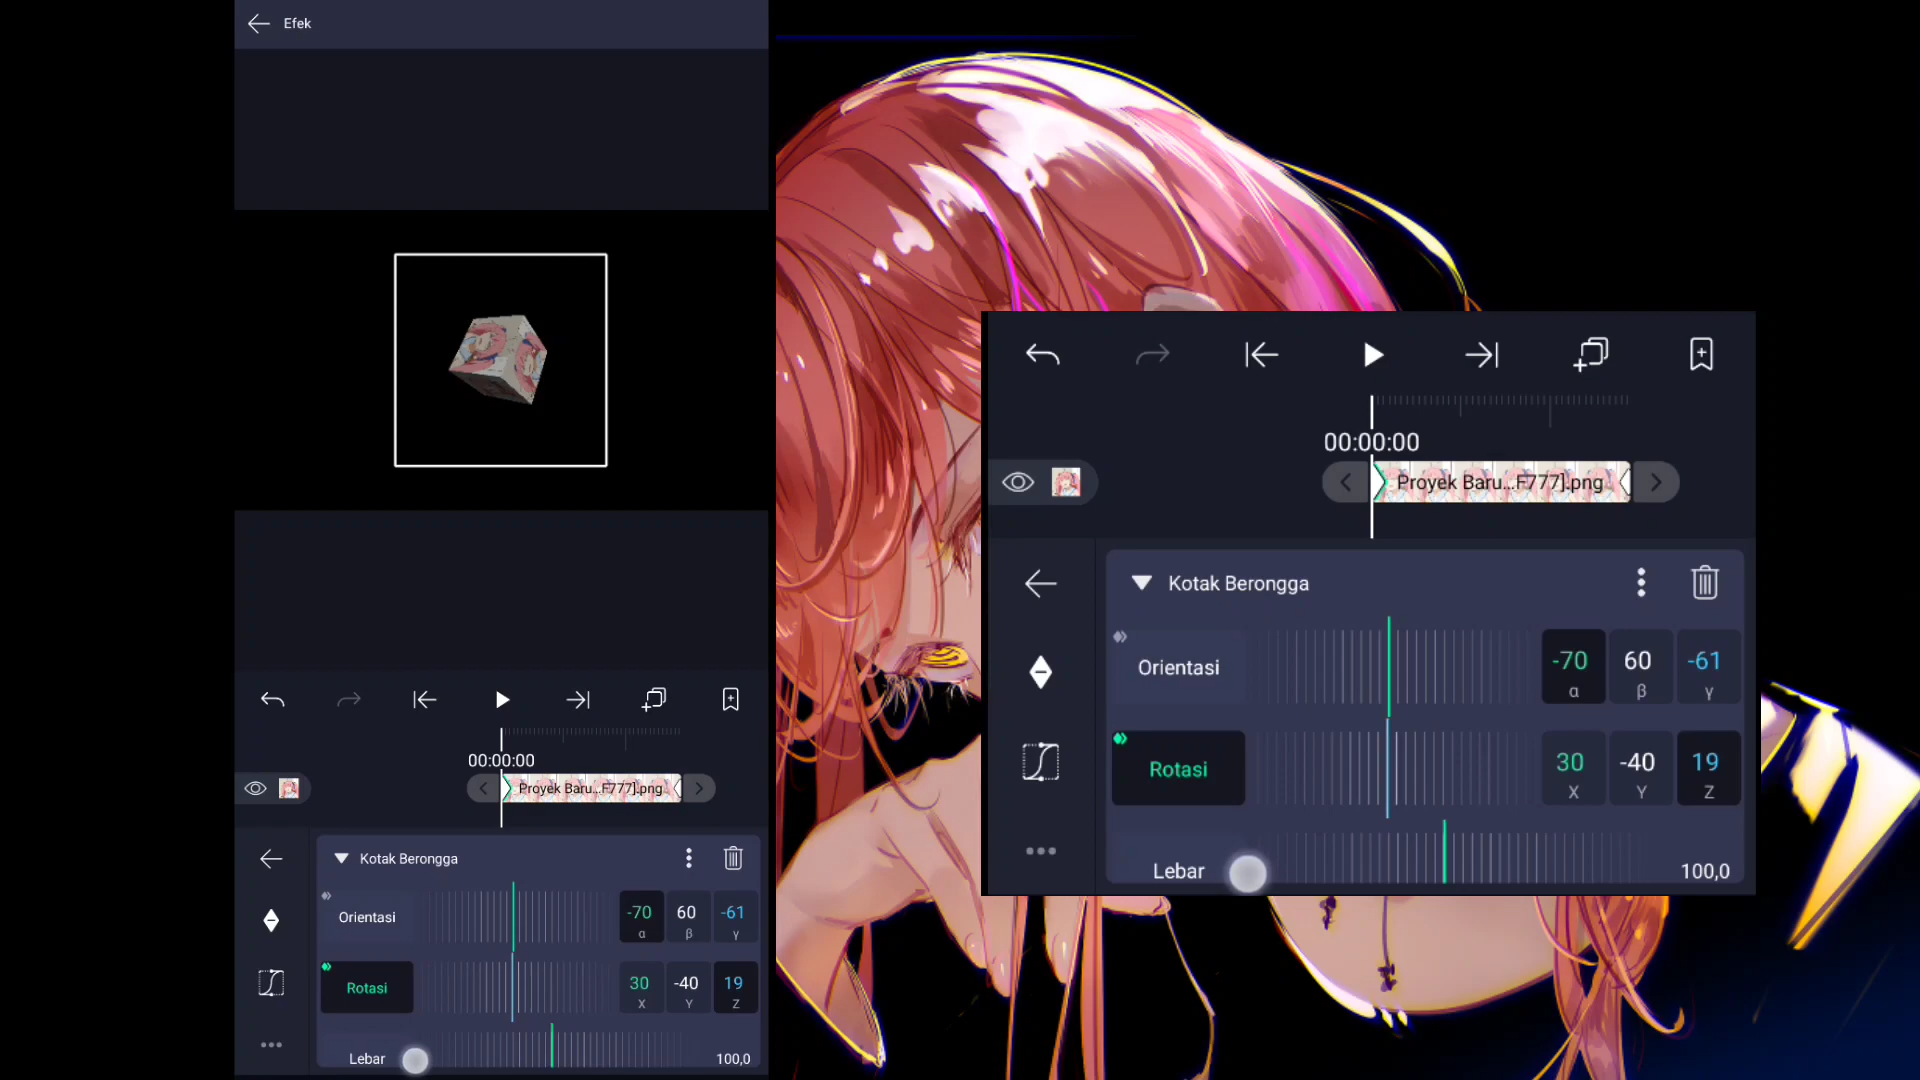 Efek
00:00:00
Proyek Baru...F777].png
Kotak Berongga
Orientasi
-70 60 -61
α β γ
Rotasi
30 -40 19
X Y Z
Lebar
100,0
00:00:00
Proyek Baru...F777].png
Kotak Berongga
Orientasi
-70 60 -61
α β γ
Rotasi
30 -40 19
X Y Z
Lebar
100,0